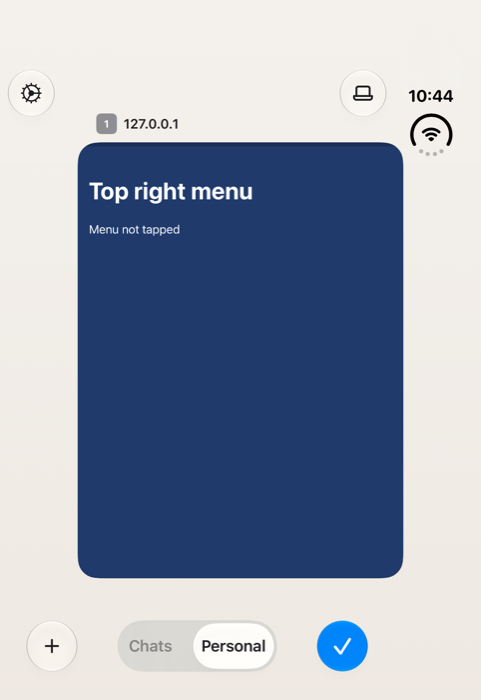 10:44
1 127.0.0.1
Top right menu
Menu not tapped
Chats Personal